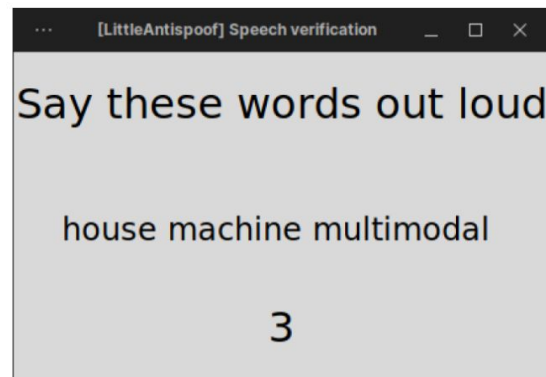 [LittleAntispoof] Speech verification
Say these words out loud
house machine multimodal
3